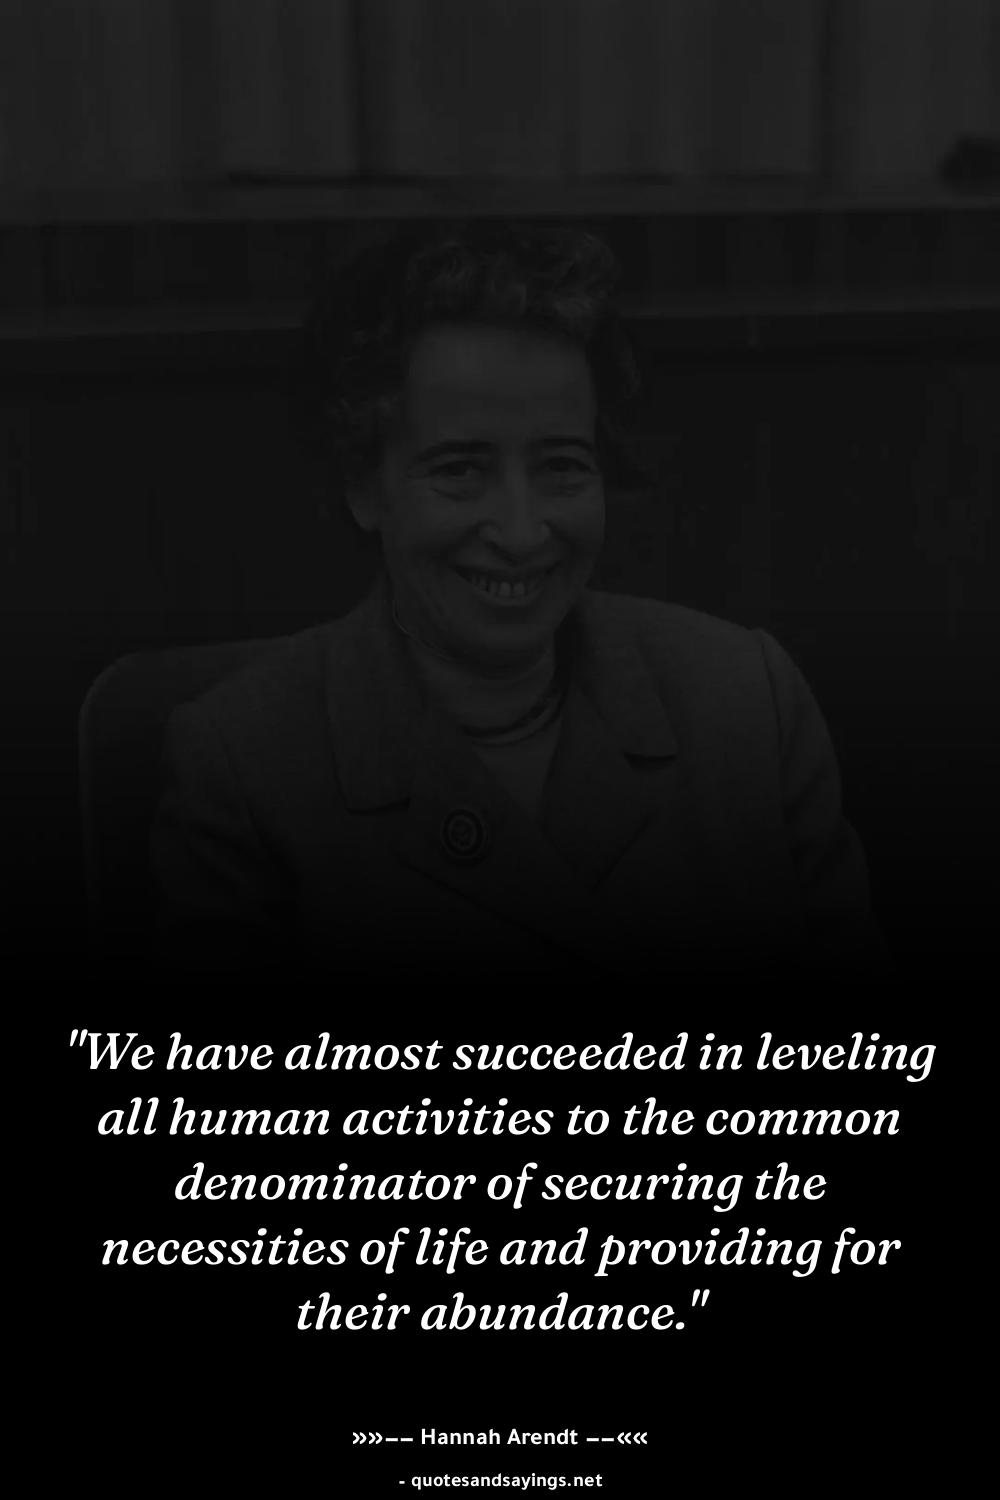 "We have almost succeeded in leveling
all human activities to the common
denominator of securing the
necessities of life and providing for
their abundance."
»»−− Hannah Arendt −−««
- quotesandsayings.net